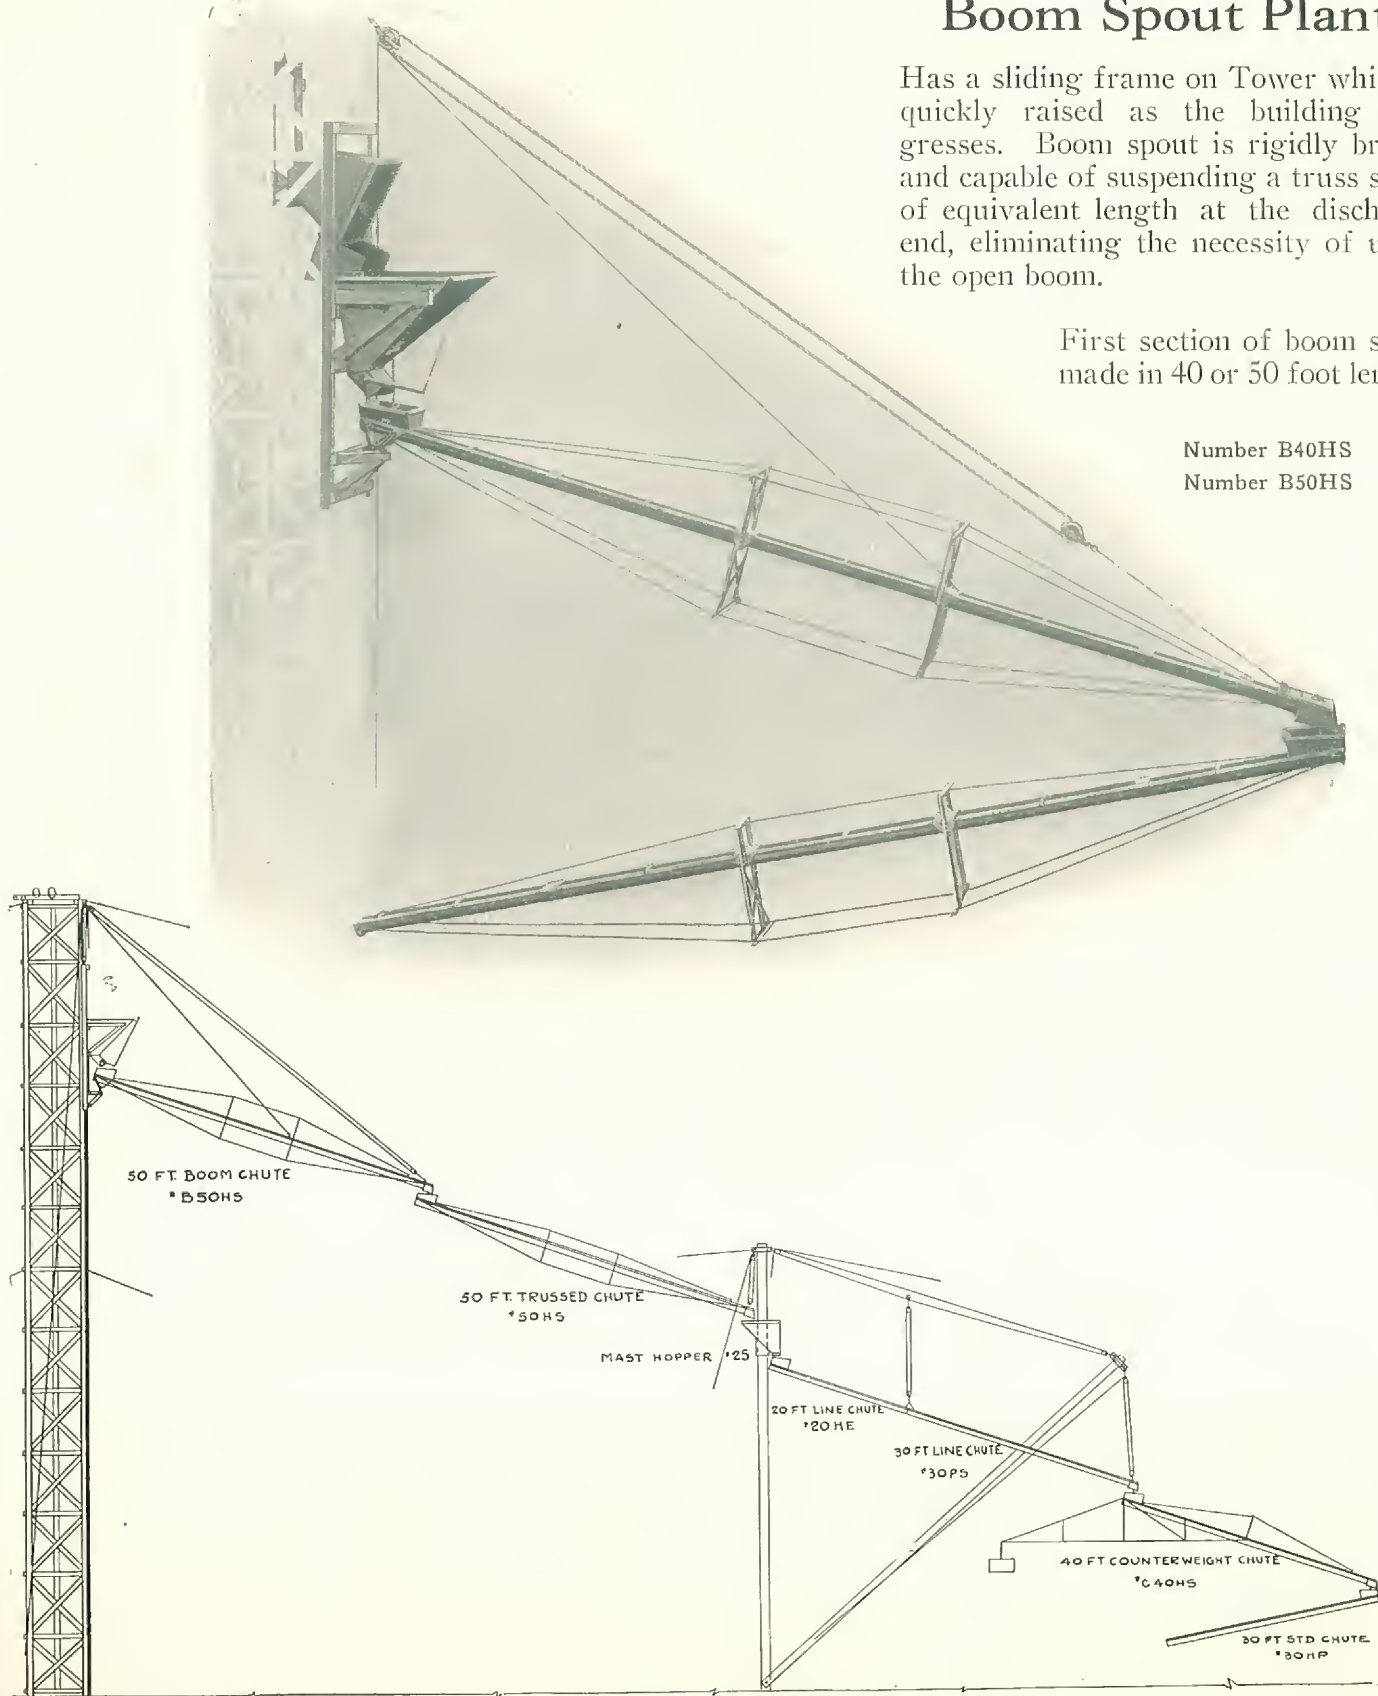 Boom Spout Plant
Has a sliding frame on Tower whi
quickly raised as the building
gresses. Boom spout is rigidly br
and capable of suspending a truss s
of equivalent length at the disch
end, eliminating the necessity of u
the open boom.
First section of boom s
made in 40 or 50 foot len
Number B40HS
Number B50HS
50 FT. BOOM CHUTE
#B50HS
50 FT. TRUSSED CHUTE
#50HS
MAST HOPPER #25
20 FT LINE CHUTE
#20HE
30 FT LINE CHUTE
#30PS
40 FT COUNTERWEIGHT CHUTE
#C40HS
30 FT STD CHUTE
#30HP